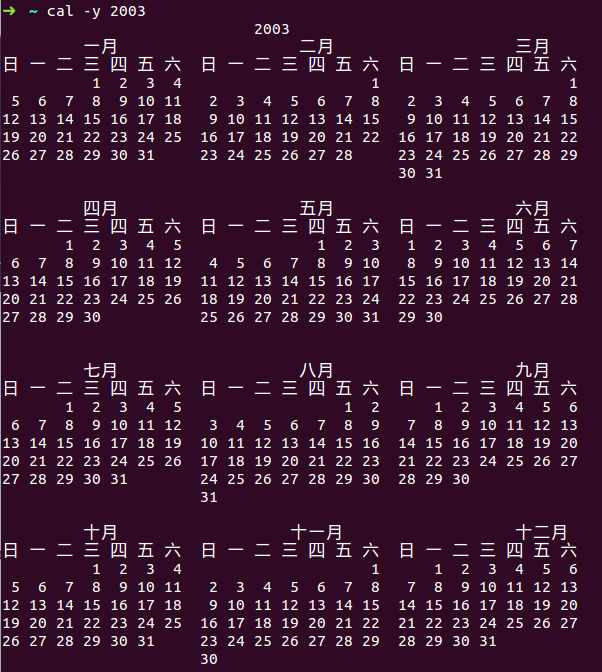 ➜ ~ cal -y 2003
2003
一月 二月 三月
日 一 二 三 四 五 六 日 一 二 三 四 五 六 日 一 二 三 四 五 六
1 2 3 4 1 1
5 6 7 8 9 10 11 2 3 4 5 6 7 8 2 3 4 5 6 7 8
12 13 14 15 16 17 18 9 10 11 12 13 14 15 9 10 11 12 13 14 15
19 20 21 22 23 24 25 16 17 18 19 20 21 22 16 17 18 19 20 21 22
26 27 28 29 30 31 23 24 25 26 27 28 23 24 25 26 27 28 29
30 31
四月 五月 六月
日 一 二 三 四 五 六 日 一 二 三 四 五 六 日 一 二 三 四 五 六
1 2 3 4 5 1 2 3 1 2 3 4 5 6 7
6 7 8 9 10 11 12 4 5 6 7 8 9 10 8 9 10 11 12 13 14
13 14 15 16 17 18 19 11 12 13 14 15 16 17 15 16 17 18 19 20 21
20 21 22 23 24 25 26 18 19 20 21 22 23 24 22 23 24 25 26 27 28
27 28 29 30 25 26 27 28 29 30 31 29 30
七月 八月 九月
日 一 二 三 四 五 六 日 一 二 三 四 五 六 日 一 二 三 四 五 六
1 2 3 4 5 1 2 1 2 3 4 5 6
6 7 8 9 10 11 12 3 4 5 6 7 8 9 7 8 9 10 11 12 13
13 14 15 16 17 18 19 10 11 12 13 14 15 16 14 15 16 17 18 19 20
20 21 22 23 24 25 26 17 18 19 20 21 22 23 21 22 23 24 25 26 27
27 28 29 30 31 24 25 26 27 28 29 30 28 29 30
31
十月 十一月 十二月
日 一 二 三 四 五 六 日 一 二 三 四 五 六 日 一 二 三 四 五 六
1 2 3 4 1 1 2 3 4 5 6
5 6 7 8 9 10 11 2 3 4 5 6 7 8 7 8 9 10 11 12 13
12 13 14 15 16 17 18 9 10 11 12 13 14 15 14 15 16 17 18 19 20
19 20 21 22 23 24 25 16 17 18 19 20 21 22 21 22 23 24 25 26 27
26 27 28 29 30 31 23 24 25 26 27 28 29 28 29 30 31
30